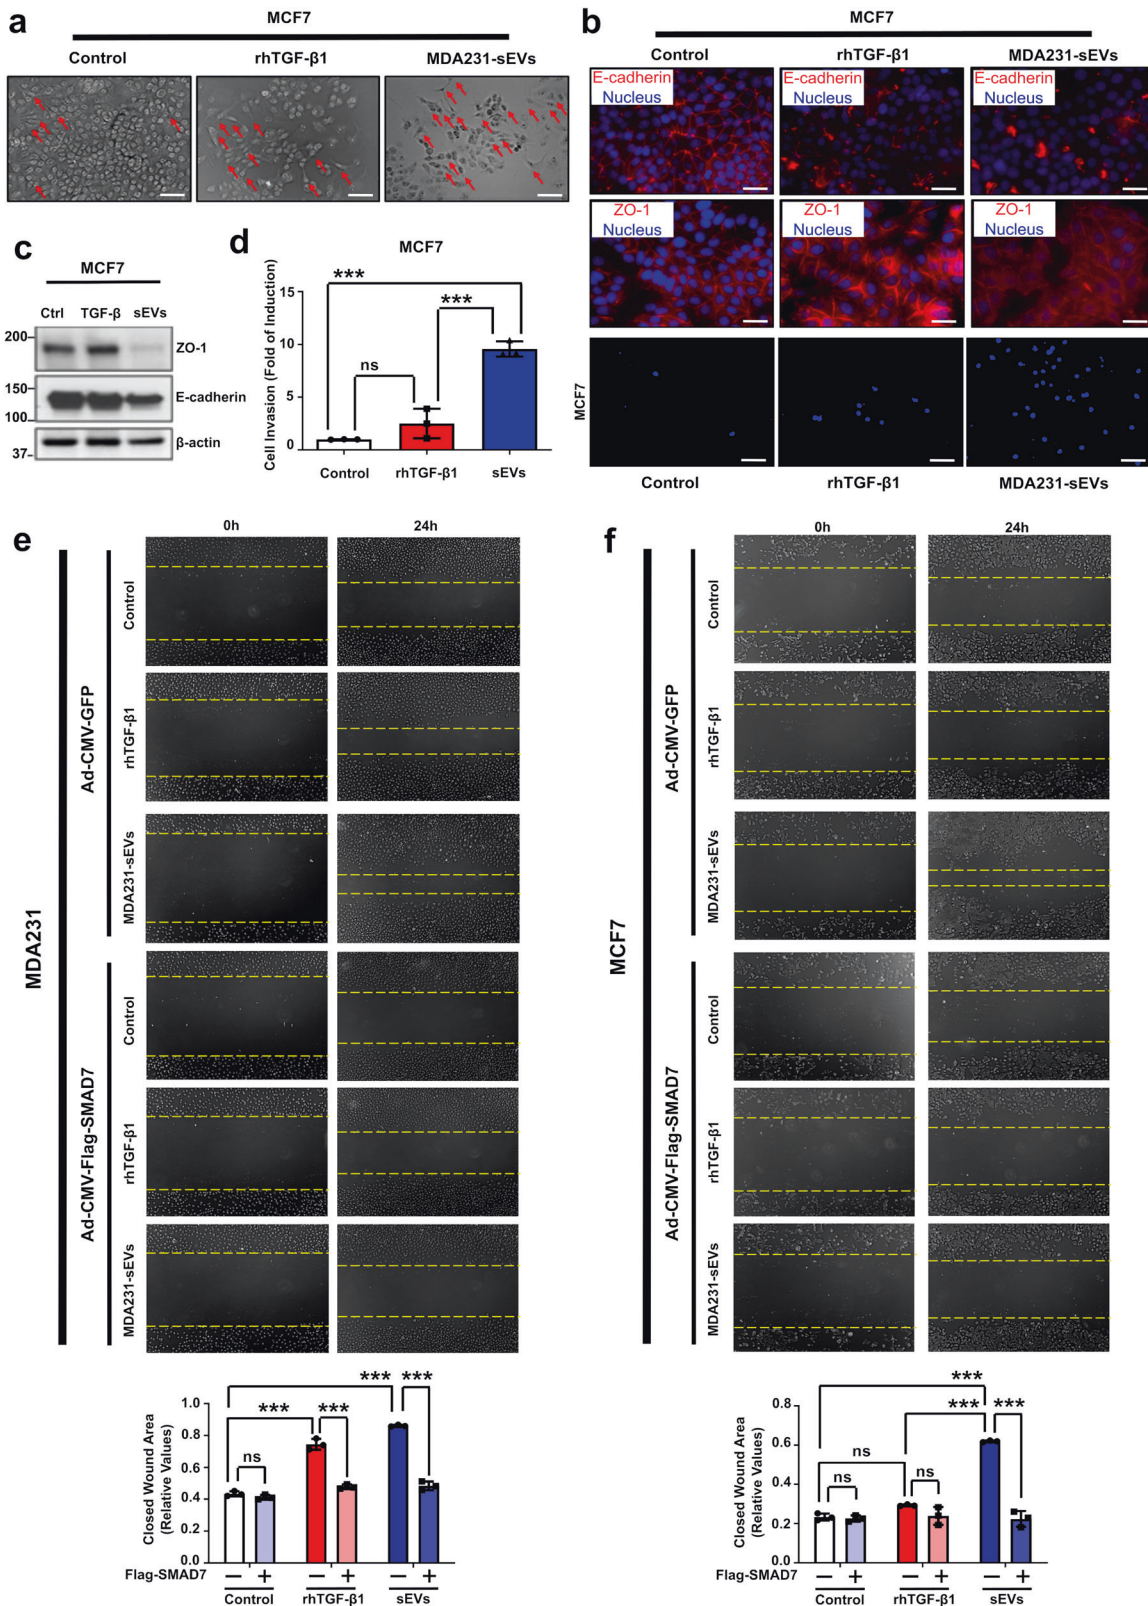 a
MCF7
Control
rhTGF-β1
MDA231-sEVs
b
MCF7
Control
rhTGF-β1
MDA231-sEVs
E-cadherin
Nucleus
E-cadherin
Nucleus
E-cadherin
Nucleus
ZO-1
Nucleus
ZO-1
Nucleus
ZO-1
Nucleus
MCF7
Control
rhTGF-β1
MDA231-sEVs
c
MCF7
Ctrl TGF-β sEVs
200
ZO-1
150
E-cadherin
100
β-actin
37
d
MCF7
Cell Invasion (Fold of Induction)
15
10
5
0
***
***
ns
Control
rhTGF-β1
sEVs
e
0h
24h
MDA231
Ad-CMV-GFP
Control
rhTGF-β1
MDA231-sEVs
Ad-CMV-Flag-SMAD7
Control
rhTGF-β1
MDA231-sEVs
Closed Wound Area
(Relative Values)
1.0
0.8
0.6
0.4
0.2
0.0
*** ***
*** ***
ns
Flag-SMAD7 − + − + − +
Control rhTGF-β1 sEVs
f
0h
24h
MCF7
Ad-CMV-GFP
Control
rhTGF-β1
MDA231-sEVs
Ad-CMV-Flag-SMAD7
Control
rhTGF-β1
MDA231-sEVs
Closed Wound Area
(Relative Values)
0.8
0.6
0.4
0.2
0.0
***
*** ***
ns
ns ns
Flag-SMAD7 − + − + − +
Control rhTGF-β1 sEVs